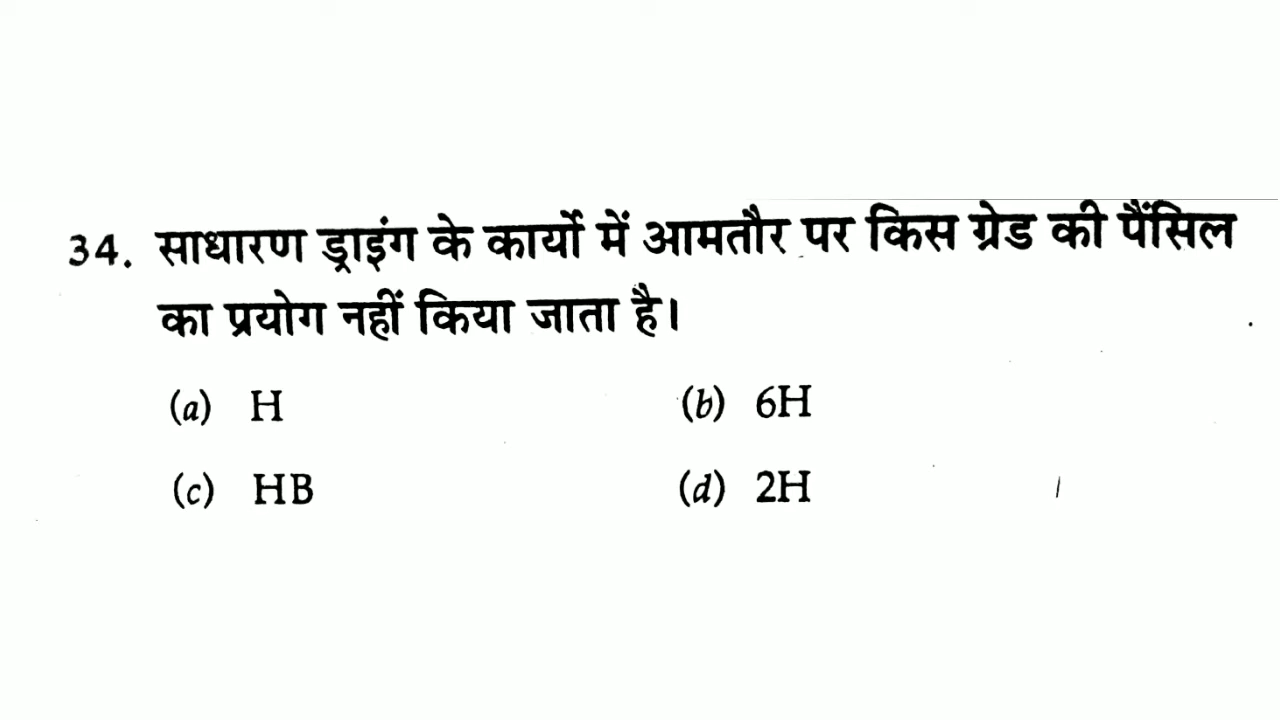 34. साधारण ड्राइंग के कार्यो में आमतौर पर किस ग्रेड की पैंसिल
का प्रयोग नहीं किया जाता है।
(a) H (b) 6H
(c) HB (d) 2H